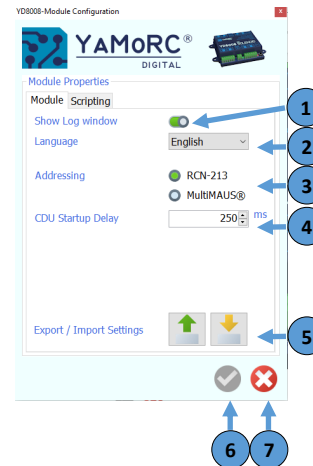 YD8008-Module Configuration x
YAMoRC®
DIGITAL
Module Properties
Module Scripting
Show Log window
1
Language English
2
Addressing RCN-213
3
MultiMAUS®
CDU Startup Delay 250 ms
4
Export / Import Settings
5
6 7